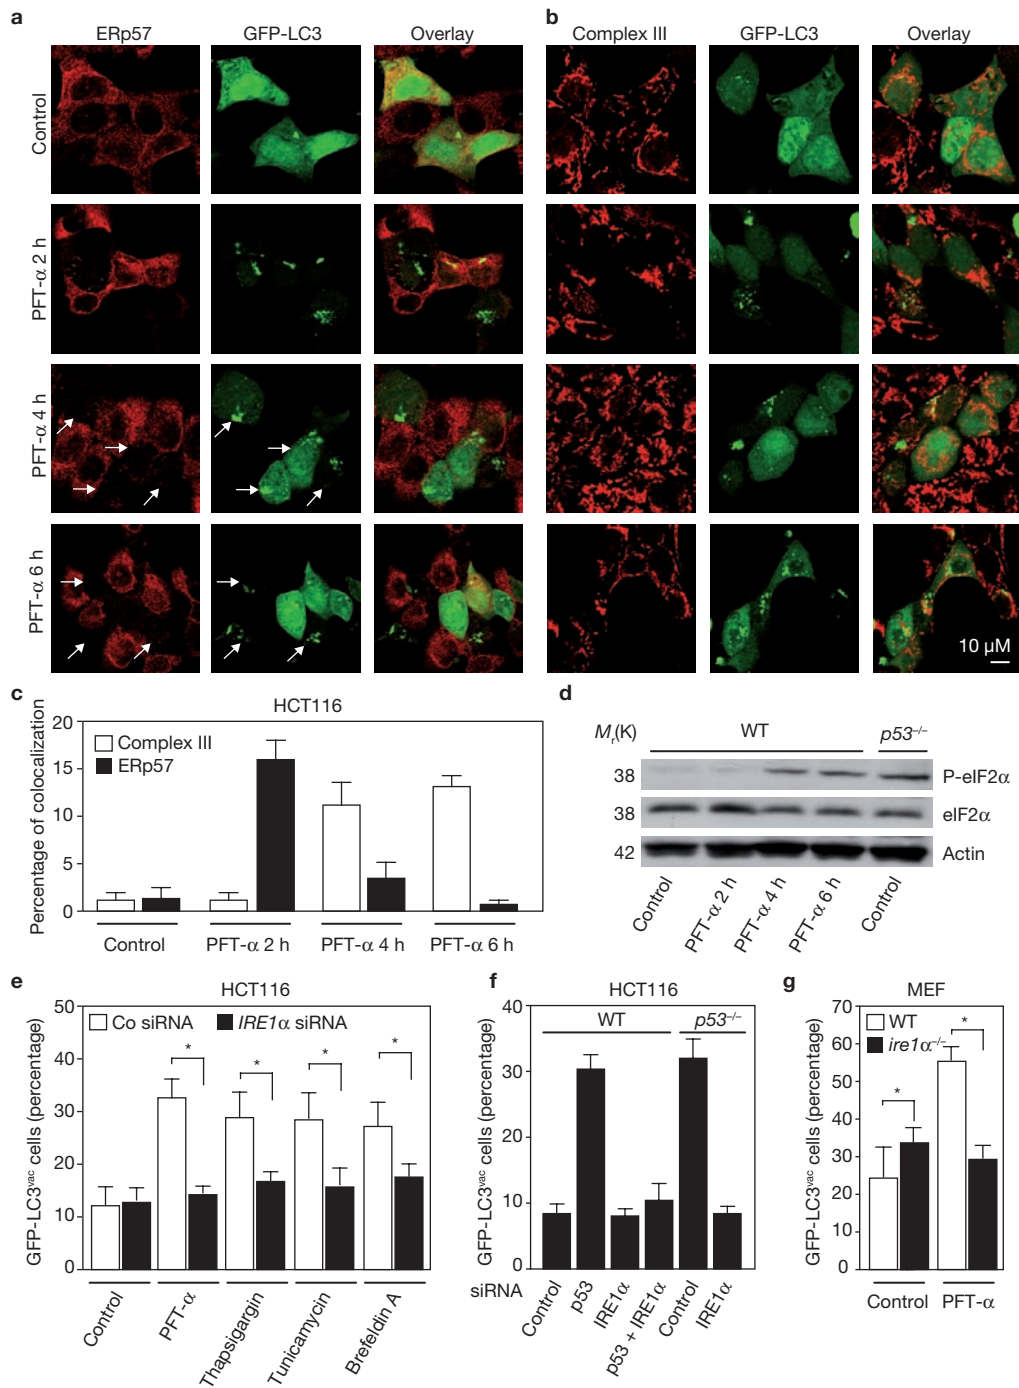 a
ERp57 GFP-LC3 Overlay
Control
PFT-α 2 h
PFT-α 4 h
PFT-α 6 h
b
Complex III GFP-LC3 Overlay
10 µM
c
HCT116
Percentage of colocalization
20
15
10
5
0
Complex III
ERp57
Control PFT-α 2 h PFT-α 4 h PFT-α 6 h
d
Mr(K) WT p53–/–
38 P-eIF2α
38 eIF2α
42 Actin
Control PFT-α 2 h PFT-α 4 h PFT-α 6 h Control
e
HCT116
GFP-LC3vac cells (percentage)
50
40
30
20
10
0
Co siRNA IRE1α siRNA
* * * *
Control PFT-α Thapsigargin Tunicamycin Brefeldin A
f
HCT116
GFP-LC3vac cells (percentage)
40
30
20
10
0
WT p53–/–
siRNA
Control p53 IRE1α p53 + IRE1α Control IRE1α
g
MEF
GFP-LC3vac cells (percentage)
70
60
50
40
30
20
10
0
WT
ire1α–/–
* *
Control PFT-α